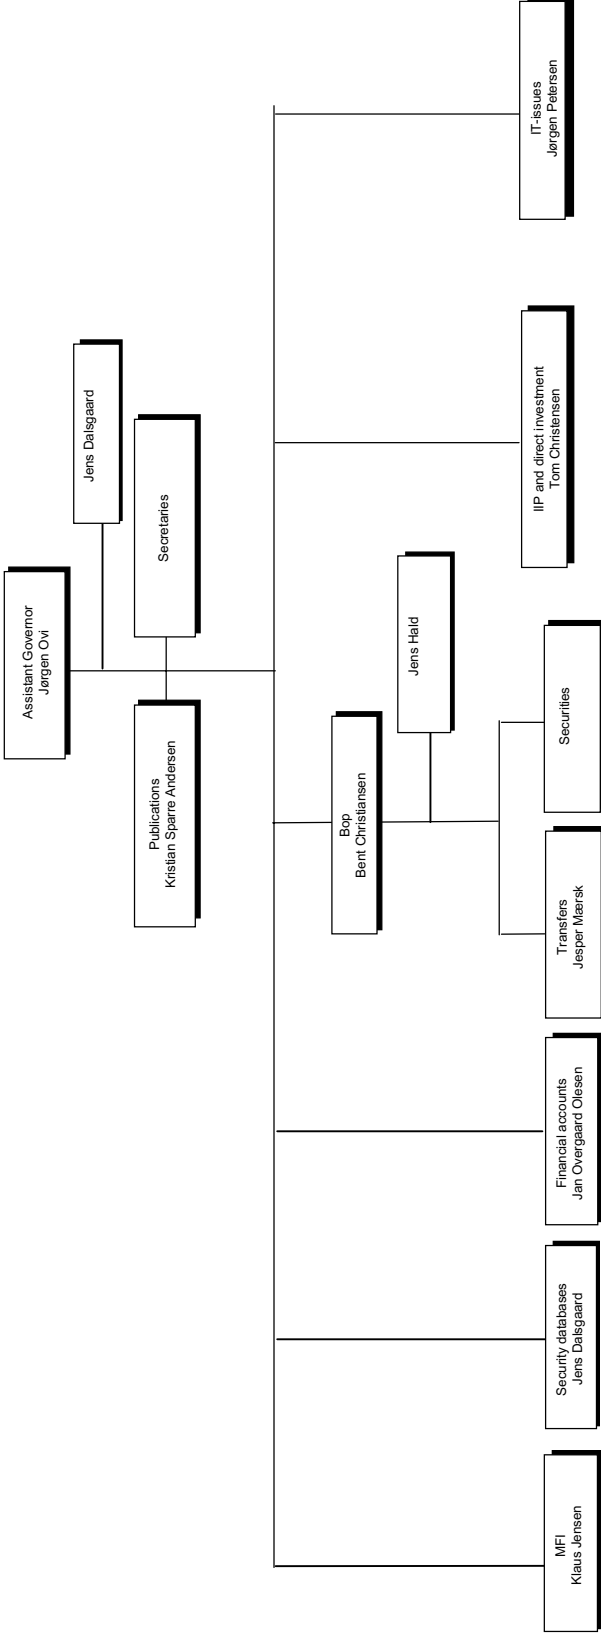 Assistant Governor
Jørgen Ovi
Jens Dalsgaard
Publications
Kristian Sparre Andersen
Secretaries
Bop
Bent Christiansen
Jens Hald
MFI
Klaus Jensen
Security databases
Jens Dalsgaard
Financial accounts
Jan Overgaard Olesen
Transfers
Jesper Mærsk
Securities
IIP and direct investment
Tom Christensen
IT-issues
Jørgen Petersen